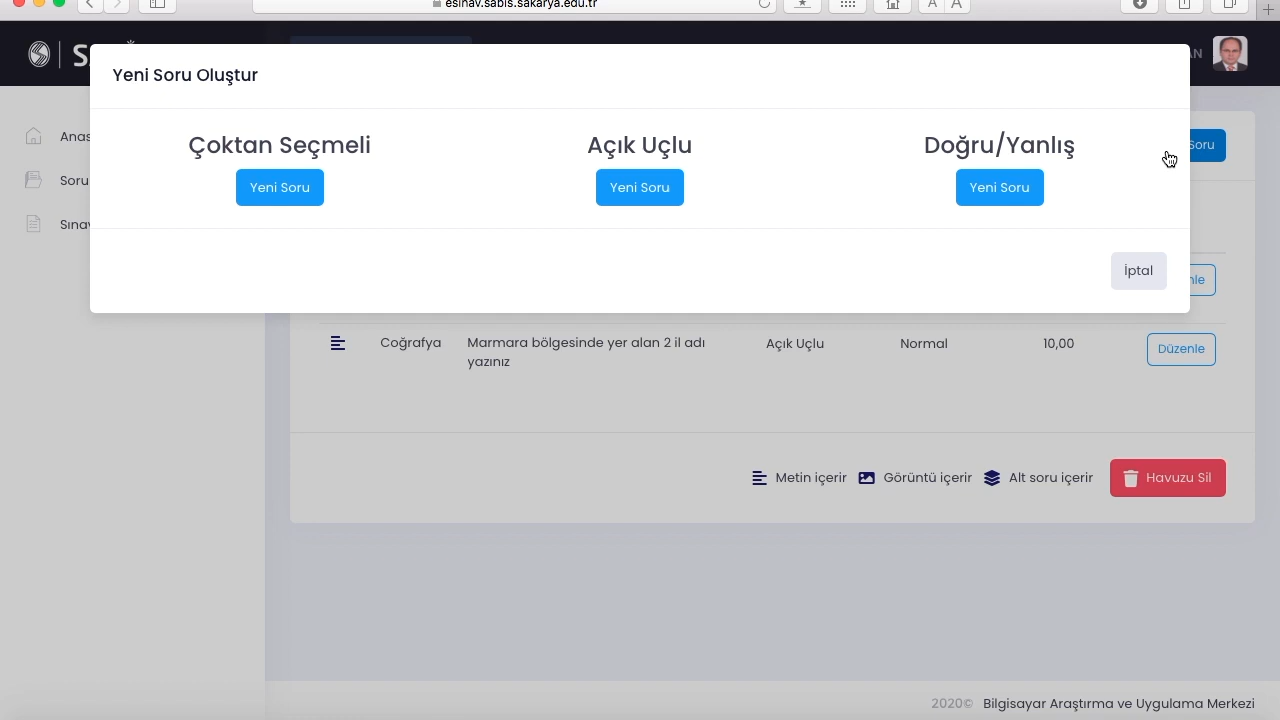 esinav.sabis.sakarya.edu.tr
A A
Yeni Soru Oluştur
Çoktan Seçmeli
Açık Uçlu
Doğru/Yanlış
Yeni Soru
Yeni Soru
Yeni Soru
Soru
İptal
Coğrafya
Marmara bölgesinde yer alan 2 il adı
yazınız
Açık Uçlu
Normal
10,00
Düzenle
Metin içerir
Görüntü içerir
Alt soru içerir
Havuzu Sil
2020©
Bilgisayar Araştırma ve Uygulama Merkezi